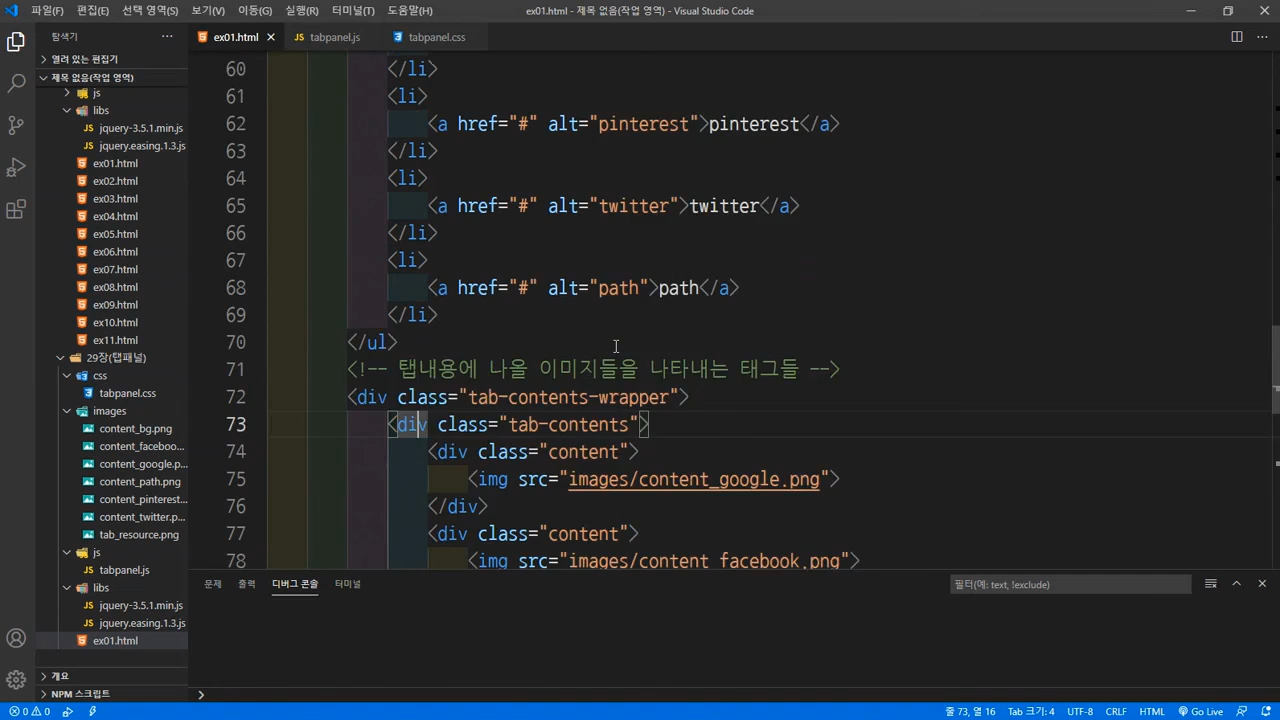 파일(F) 편집(E) 선택 영역(S) 보기(V) 이동(G) 실행(R) 터미널(T) 도움말(H) ex01.html - 제목 없음(작업 영역) - Visual Studio Code
탐색기
ex01.html tabpanel.js tabpanel.css
열려 있는 편집기
제목 없음(작업 영역)
js
libs
jquery-3.5.1.min.js
jquery.easing.1.3.js
ex01.html
ex02.html
ex03.html
ex04.html
ex05.html
ex06.html
ex07.html
ex08.html
ex09.html
ex10.html
ex11.html
29장(탭패널)
css
tabpanel.css
images
content_bg.png
content_faceboo...
content_google.p...
content_path.png
content_pinterest...
content_twitter.p...
tab_resource.png
js
tabpanel.js
libs
jquery-3.5.1.min.js
jquery.easing.1.3.js
ex01.html
개요
NPM 스크립트
60 </li>
61 <li>
62 <a href="#" alt="pinterest">pinterest</a>
63 </li>
64 <li>
65 <a href="#" alt="twitter">twitter</a>
66 </li>
67 <li>
68 <a href="#" alt="path">path</a>
69 </li>
70 </ul>
71 <!-- 탭내용에 나올 이미지들을 나타내는 태그들 -->
72 <div class="tab-contents-wrapper">
73 <div class="tab-contents">
74 <div class="content">
75 <img src="images/content_google.png">
76 </div>
77 <div class="content">
78 <img src="images/content_facebook.png">
문제 출력 디버그 콘솔 터미널 필터(예: text, !exclude)
0 0 줄 73, 열 16 Tab 크기: 4 UTF-8 CRLF HTML Go Live